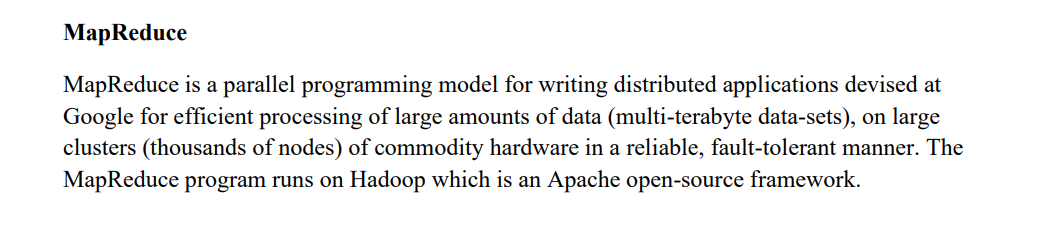 MapReduce
MapReduce is a parallel programming model for writing distributed applications devised at
Google for efficient processing of large amounts of data (multi-terabyte data-sets), on large
clusters (thousands of nodes) of commodity hardware in a reliable, fault-tolerant manner. The
MapReduce program runs on Hadoop which is an Apache open-source framework.